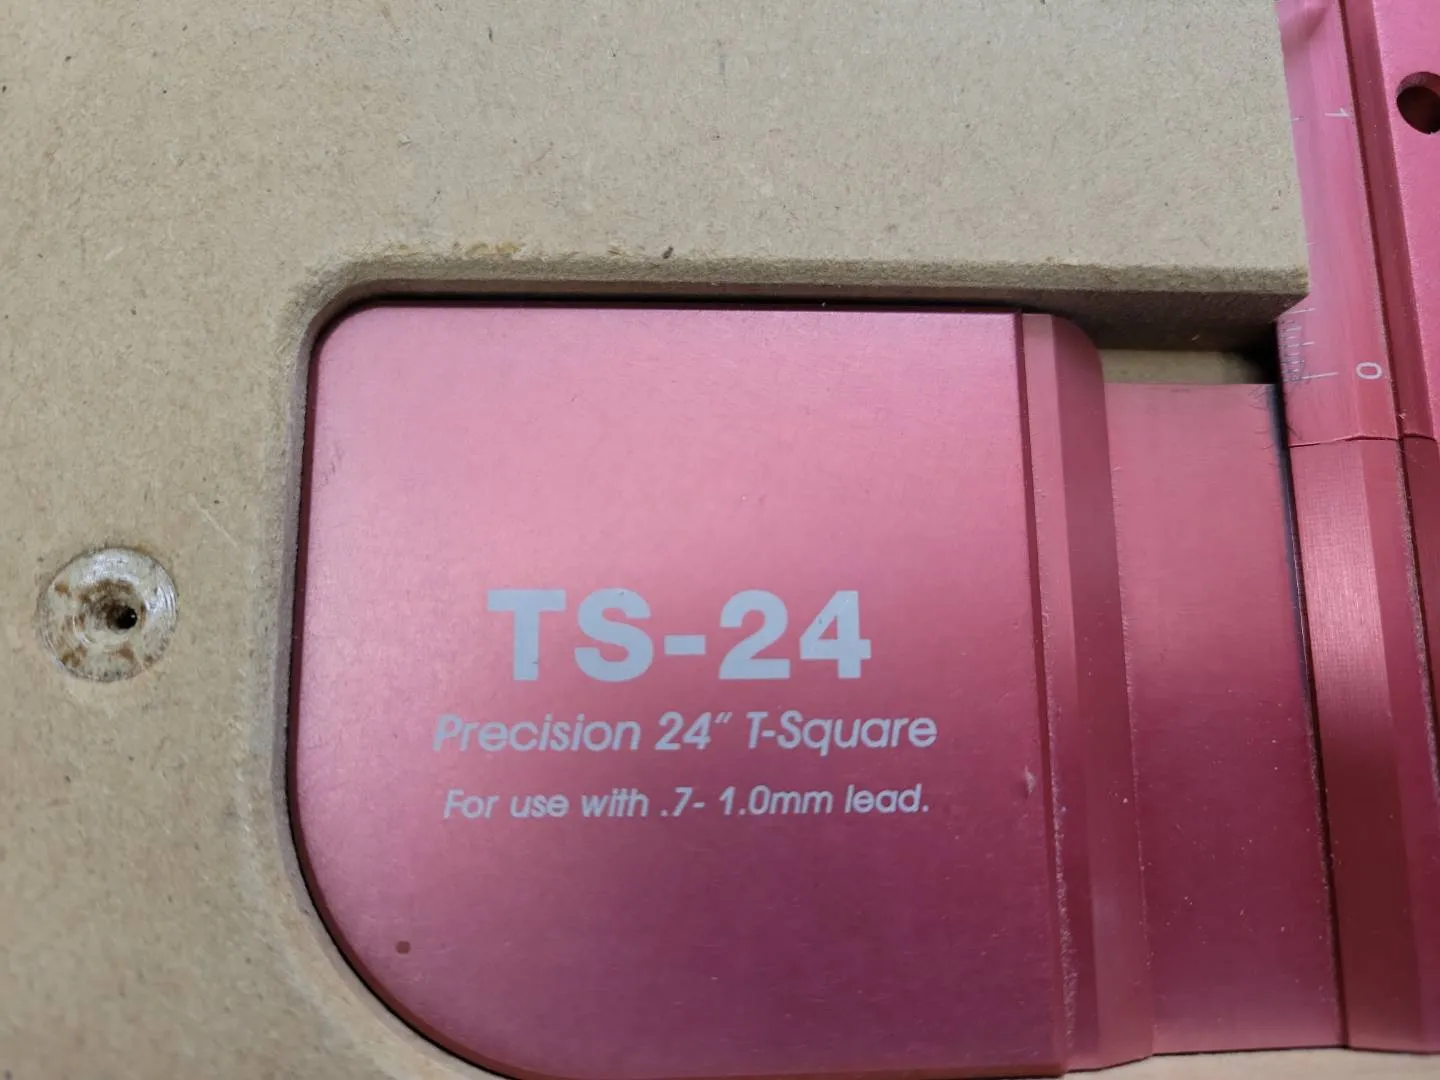 1
0
TS-24
Precision 24" T-Square
For use with .7- 1.0mm lead.